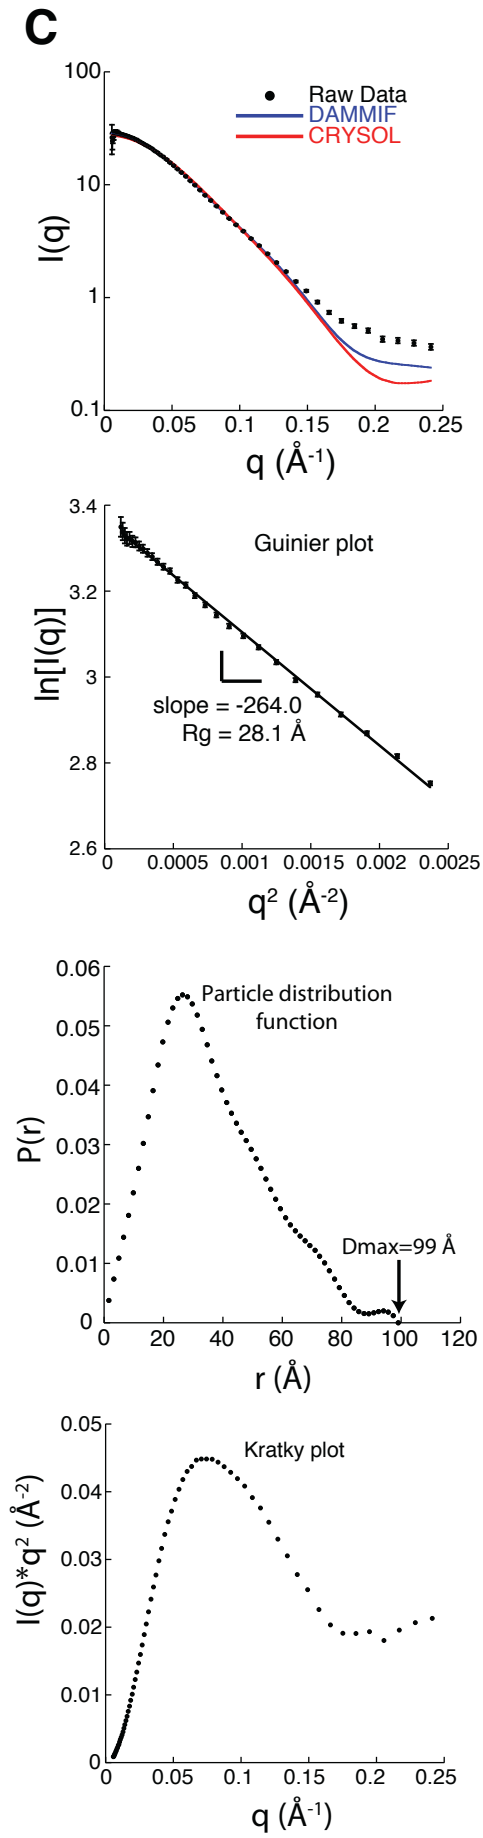 C
100
10
1
0.1
I(q)
Raw Data
DAMMIF
CRYSOL
0
0.05
0.1
0.15
0.2
0.25
q (Å-1)
3.4
3.2
3
2.8
2.6
ln[I(q)]
Guinier plot
slope = -264.0
Rg = 28.1 Å
0
0.0005
0.001
0.0015
0.002
0.0025
q2 (Å-2)
0.06
0.05
0.04
0.03
0.02
0.01
0
P(r)
Particle distribution
function
Dmax=99 Å
0
20
40
60
80
100
120
r (Å)
0.05
0.04
0.03
0.02
0.01
0
I(q)*q2 (Å-2)
Kratky plot
0
0.05
0.1
0.15
0.2
0.25
q (Å-1)